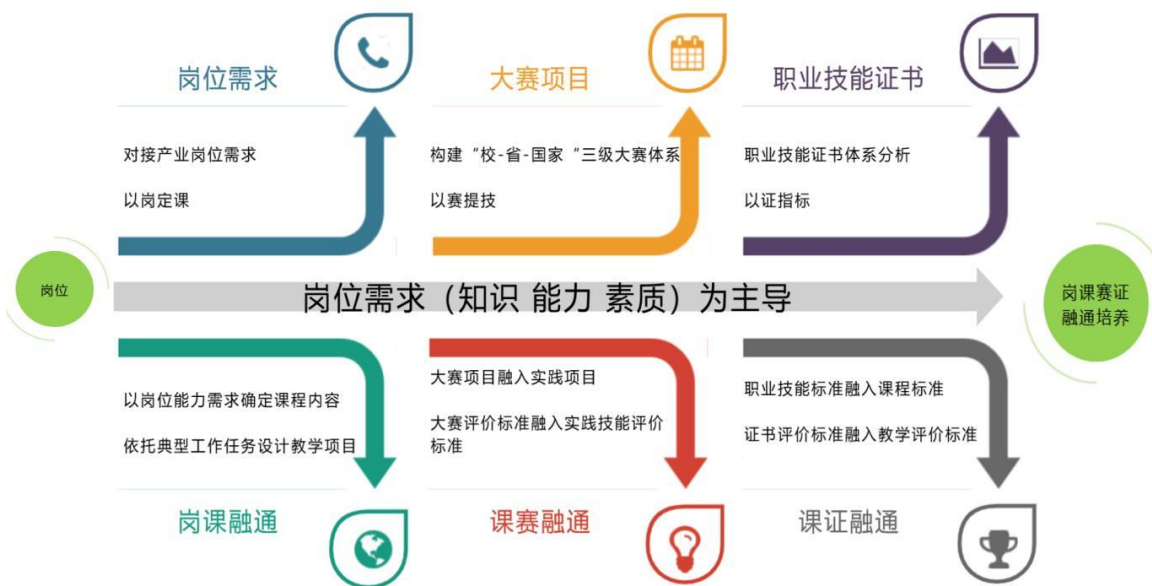 岗位需求
对接产业岗位需求
以岗定课
大赛项目
构建“校-省-国家“三级大赛体系
以赛提技
职业技能证书
职业技能证书体系分析
以证指标
岗位
岗位需求（知识 能力 素质）为主导
岗课赛证
融通培养
以岗位能力需求确定课程内容
依托典型工作任务设计教学项目
岗课融通
大赛项目融入实践项目
大赛评价标准融入实践技能评价
标准
课赛融通
职业技能标准融入课程标准
证书评价标准融入教学评价标准
课证融通